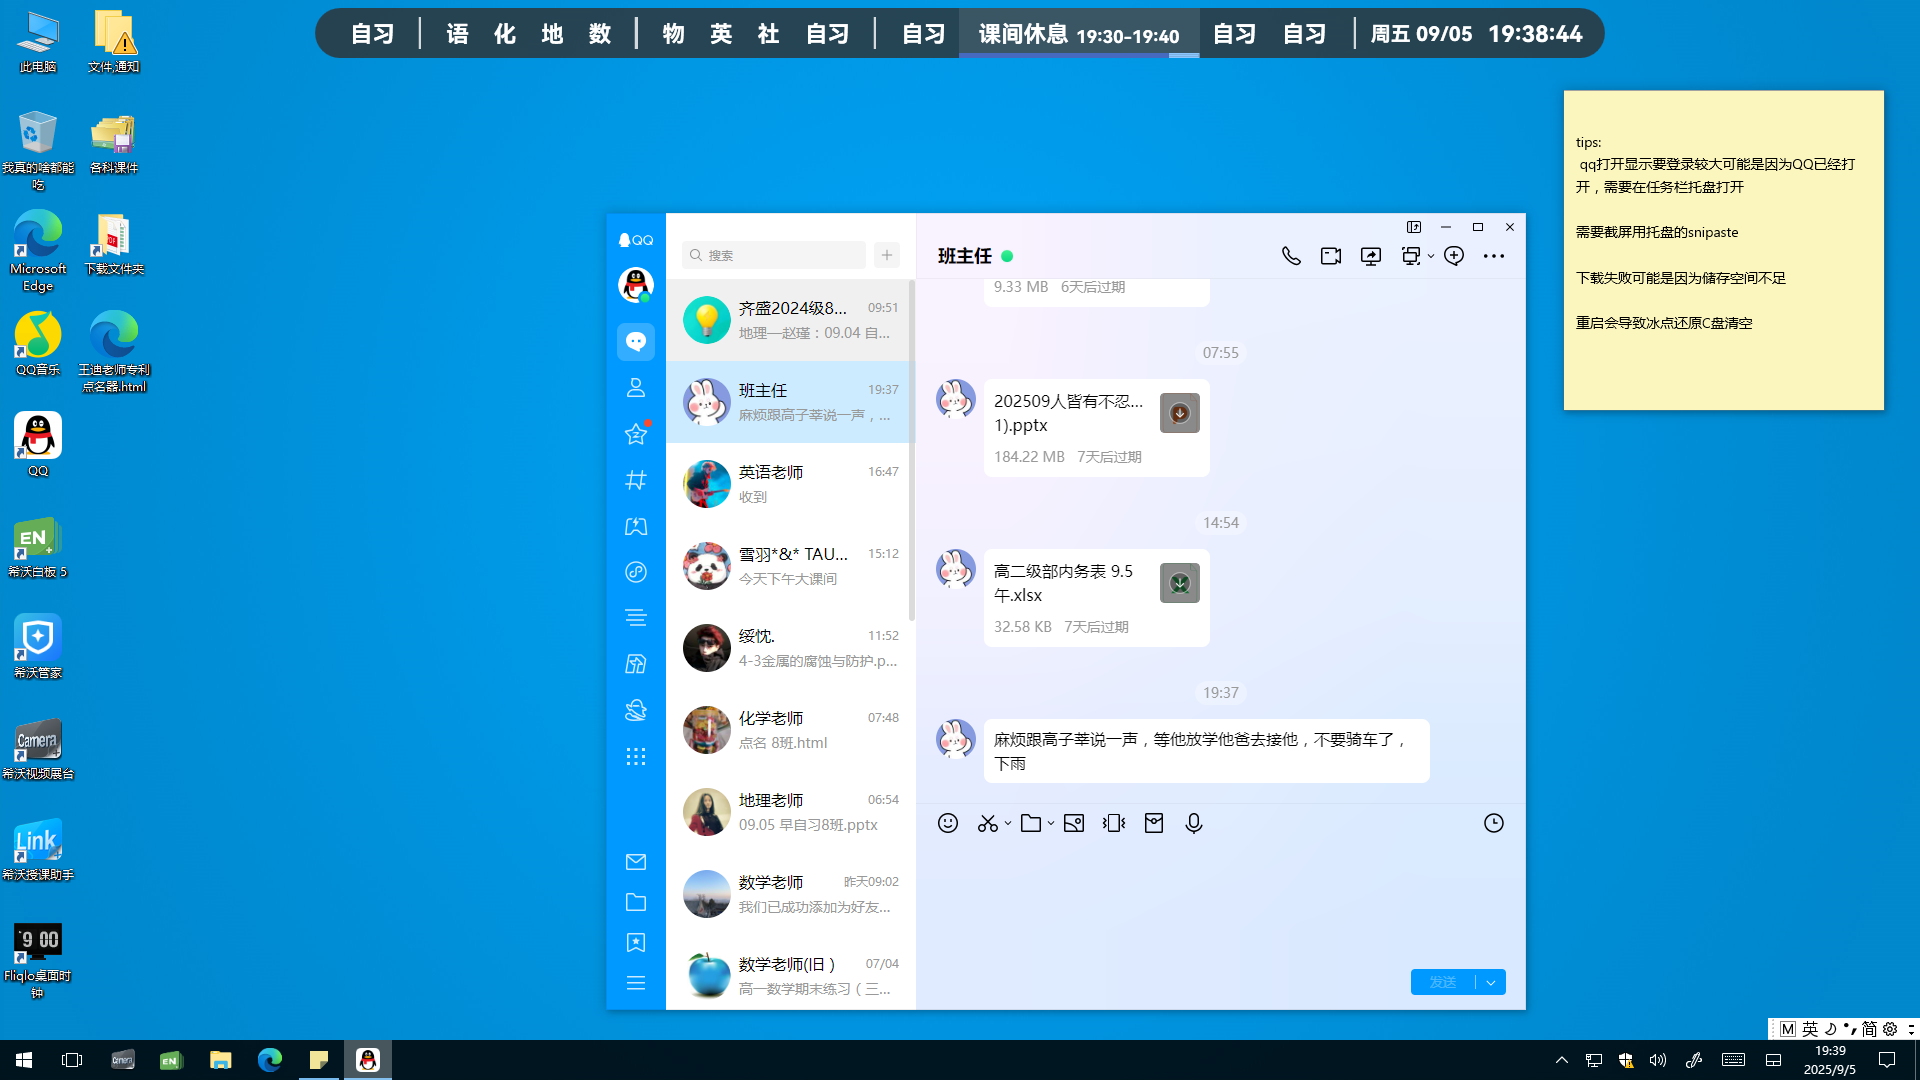 自习 语 化 地 数 物 英 社 自习 自习 课间休息 19:30-19:40 自习 自习 周五 09/05 19:38:44
此电脑
文件,通知
我真的啥都能吃
各科课件
Microsoft Edge
下载文件夹
QQ音乐
王迪老师专利点名器.html
QQ
EN
希沃白板 5
希沃管家
Camera
希沃视频展台
Link
希沃授课助手
9 00
Fliqlo桌面时钟
tips:
qq打开显示要登录较大可能是因为QQ已经打
开，需要在任务栏托盘打开
需要截屏用托盘的snipaste
下载失败可能是因为储存空间不足
重启会导致冰点还原C盘清空
QQ
搜索
齐盛2024级8... 09:51
地理—赵瑾：09.04 自...
班主任 19:37
麻烦跟高子莘说一声，...
英语老师 16:47
收到
雪羽*&* TAU... 15:12
今天下午大课间
绥忱. 11:52
4-3金属的腐蚀与防护.p...
化学老师 07:48
点名 8班.html
地理老师 06:54
09.05 早自习8班.pptx
数学老师 昨天09:02
我们已成功添加为好友...
数学老师(旧） 07/04
高一数学期末练习（三...
班主任
9.33 MB 6天后过期
07:55
202509人皆有不忍...
1).pptx
184.22 MB 7天后过期
14:54
高二级部内务表 9.5
午.xlsx
32.58 KB 7天后过期
19:37
麻烦跟高子莘说一声，等他放学他爸去接他，不要骑车了，
下雨
发送
M 英 简
Camera EN
19:39
2025/9/5